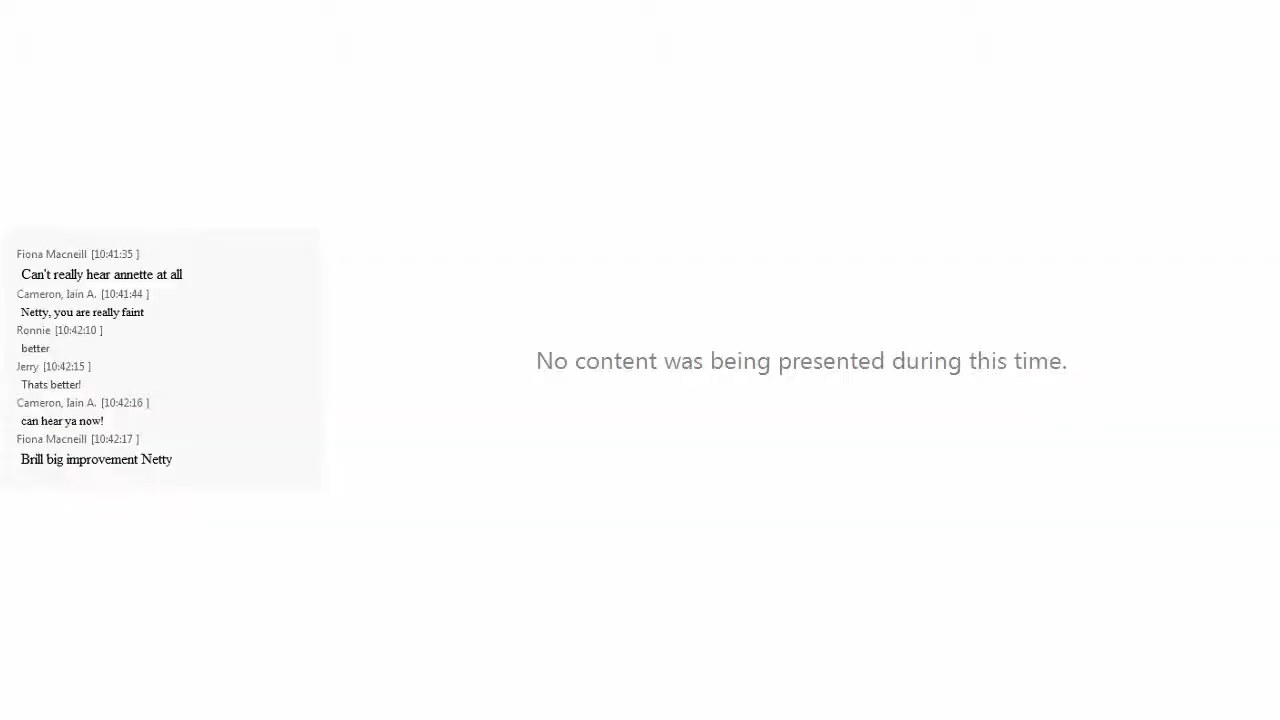 Fiona Macneill [10:41:35 ]
Can't really hear annette at all
Cameron, Iain A. [10:41:44 ]
Netty, you are really faint
Ronnie [10:42:10 ]
better
Jerry [10:42:15 ]
Thats better!
Cameron, Iain A. [10:42:16 ]
can hear ya now!
Fiona Macneill [10:42:17 ]
Brill big improvement Netty
No content was being presented during this time.